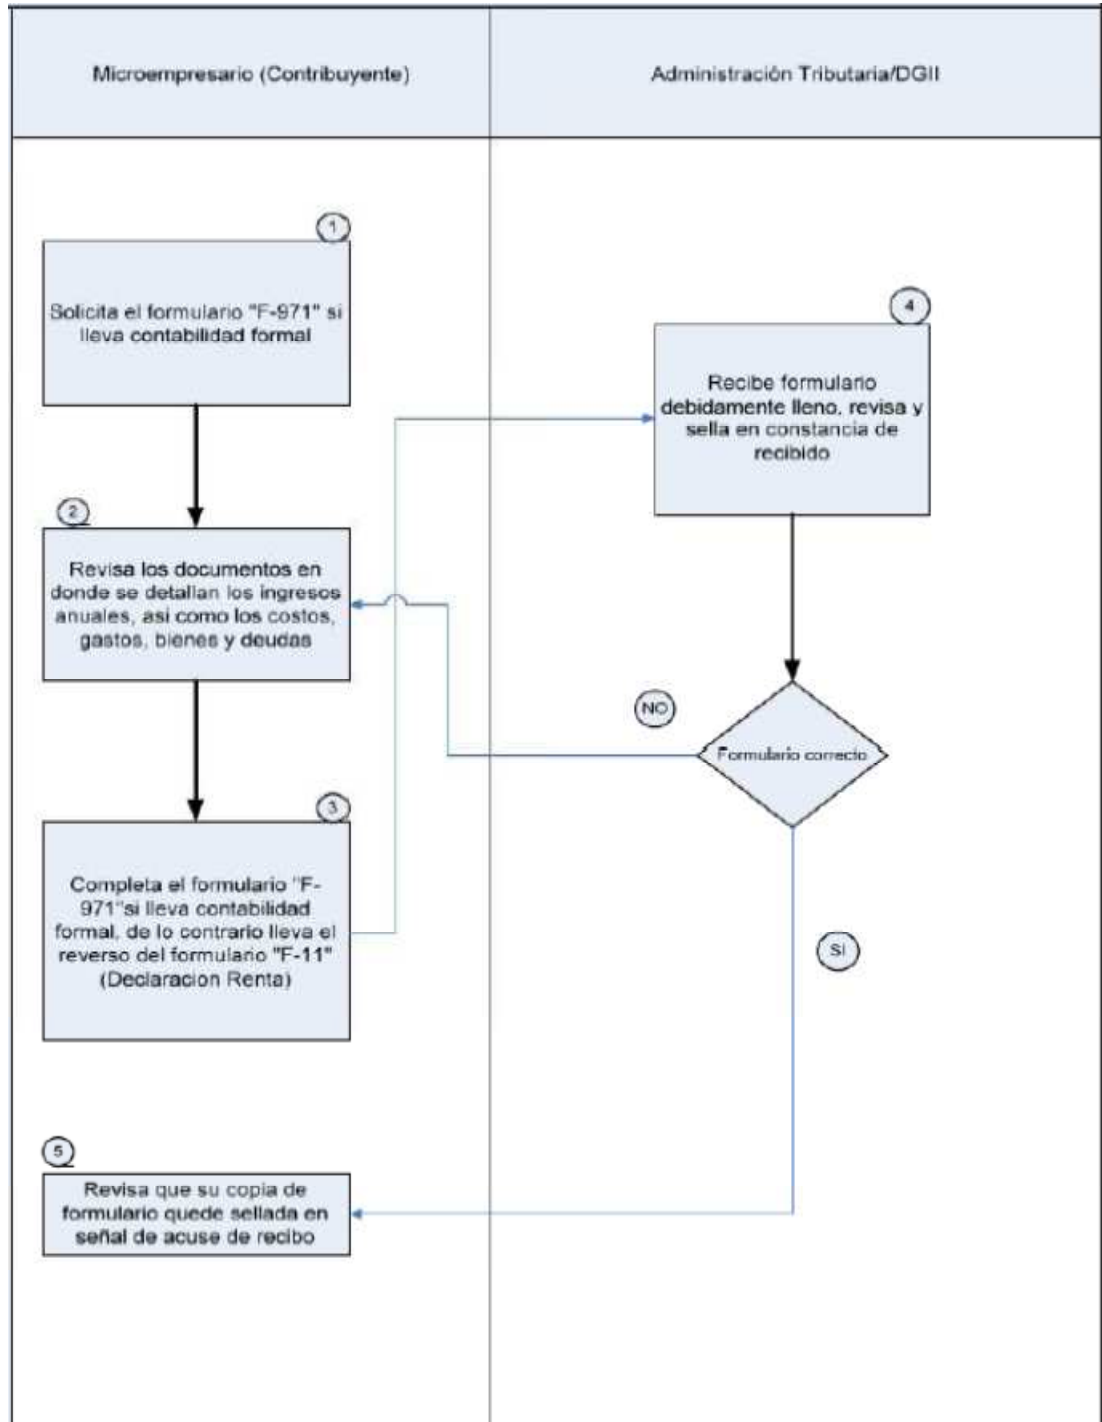 Microempresario (Contribuyente)
Administración Tributaria/DGII
1
Solicita el formulario "F-971" si
lleva contabilidad formal
2
Revisa los documentos en
donde se detallan los ingresos
anuales, asi como los costos,
gastos, bienes y deudas
3
Completa el formulario "F-
971"si lleva contabilidad
formal, de lo contrario lleva el
reverso del formulario "F-11"
(Declaracion Renta)
4
Recibe formulario
debidamente lleno, revisa y
sella en constancia de
recibido
NO
Formulario correcto
SI
5
Revisa que su copia de
formulario quede sellada en
señal de acuse de recibo